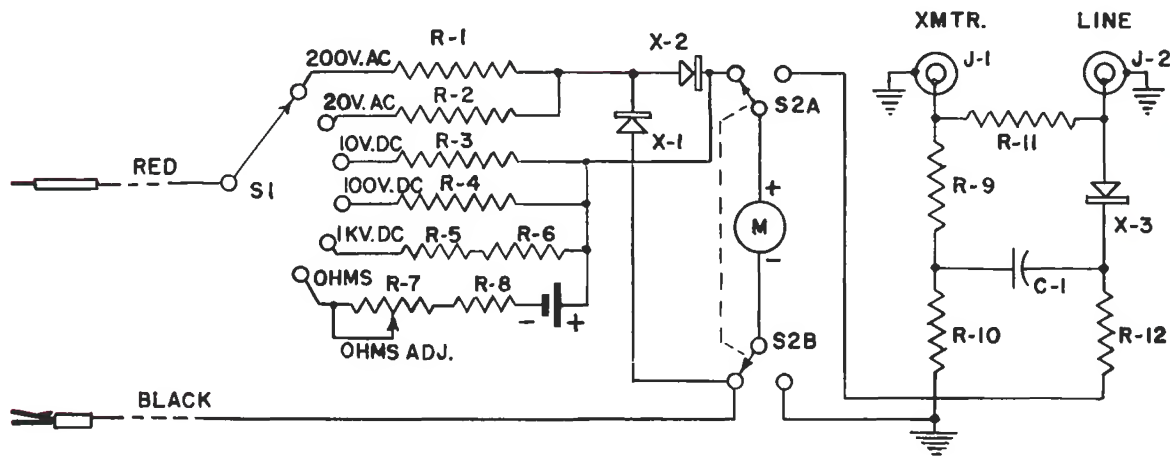 XMTR. LINE
R-1 X-2 J-1 J-2
200V. AC
20V. AC R-2 S2A
X-1 R-11
10V. DC R-3
RED R-9
S1 100V. DC R-4
X-3
+
M
-
1KV. DC R-5 R-6
OHMS R-7 R-8 C-1
- +
OHMS ADJ. S2B R-10 R-12
BLACK